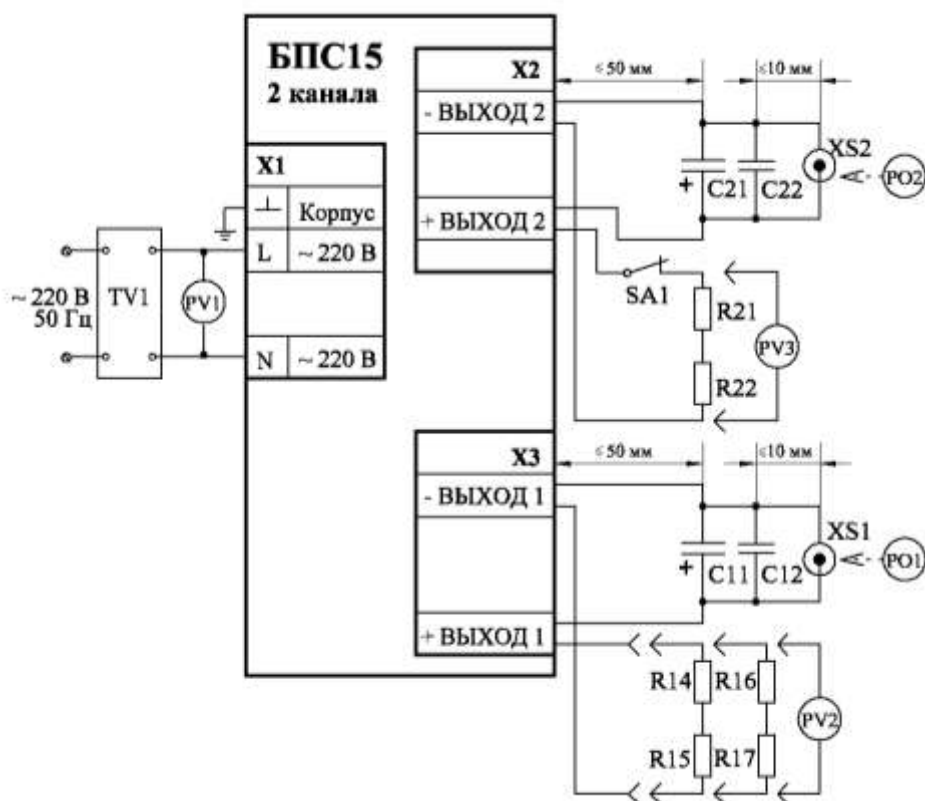 БПС15
2 канала
X1
Корпус
L ~ 220 В
N ~ 220 В
~ 220 В
50 Гц
TV1
PV1
X2
- ВЫХОД 2
+ ВЫХОД 2
≤ 50 мм
≤10 мм
XS2
PO2
+ C21
C22
SA1
R21
R22
PV3
X3
- ВЫХОД 1
+ ВЫХОД 1
≤ 50 мм
≤10 мм
XS1
PO1
+ C11
C12
R14
R16
R15
R17
PV2